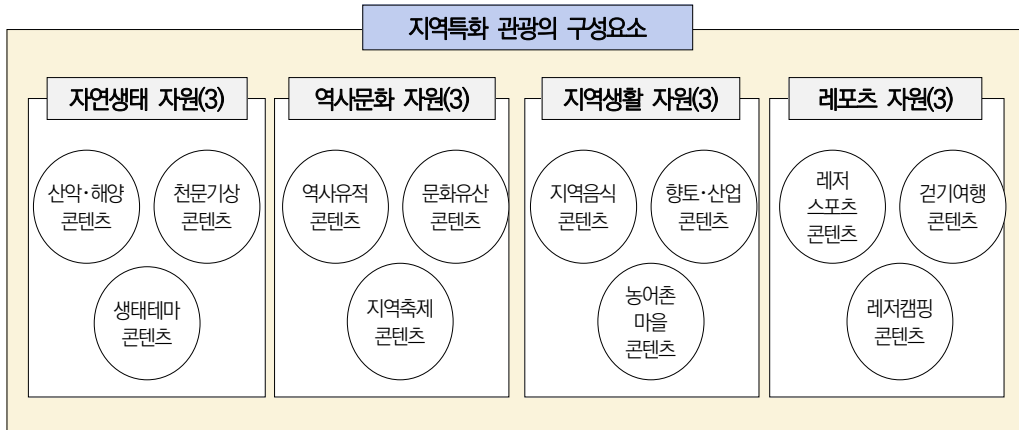 지역특화 관광의 구성요소
자연생태 자원(3)
산악·해양
콘텐츠
천문기상
콘텐츠
생태테마
콘텐츠
역사문화 자원(3)
역사유적
콘텐츠
문화유산
콘텐츠
지역축제
콘텐츠
지역생활 자원(3)
지역음식
콘텐츠
향토·산업
콘텐츠
농어촌
마을
콘텐츠
레포츠 자원(3)
레저
스포츠
콘텐츠
걷기여행
콘텐츠
레저캠핑
콘텐츠